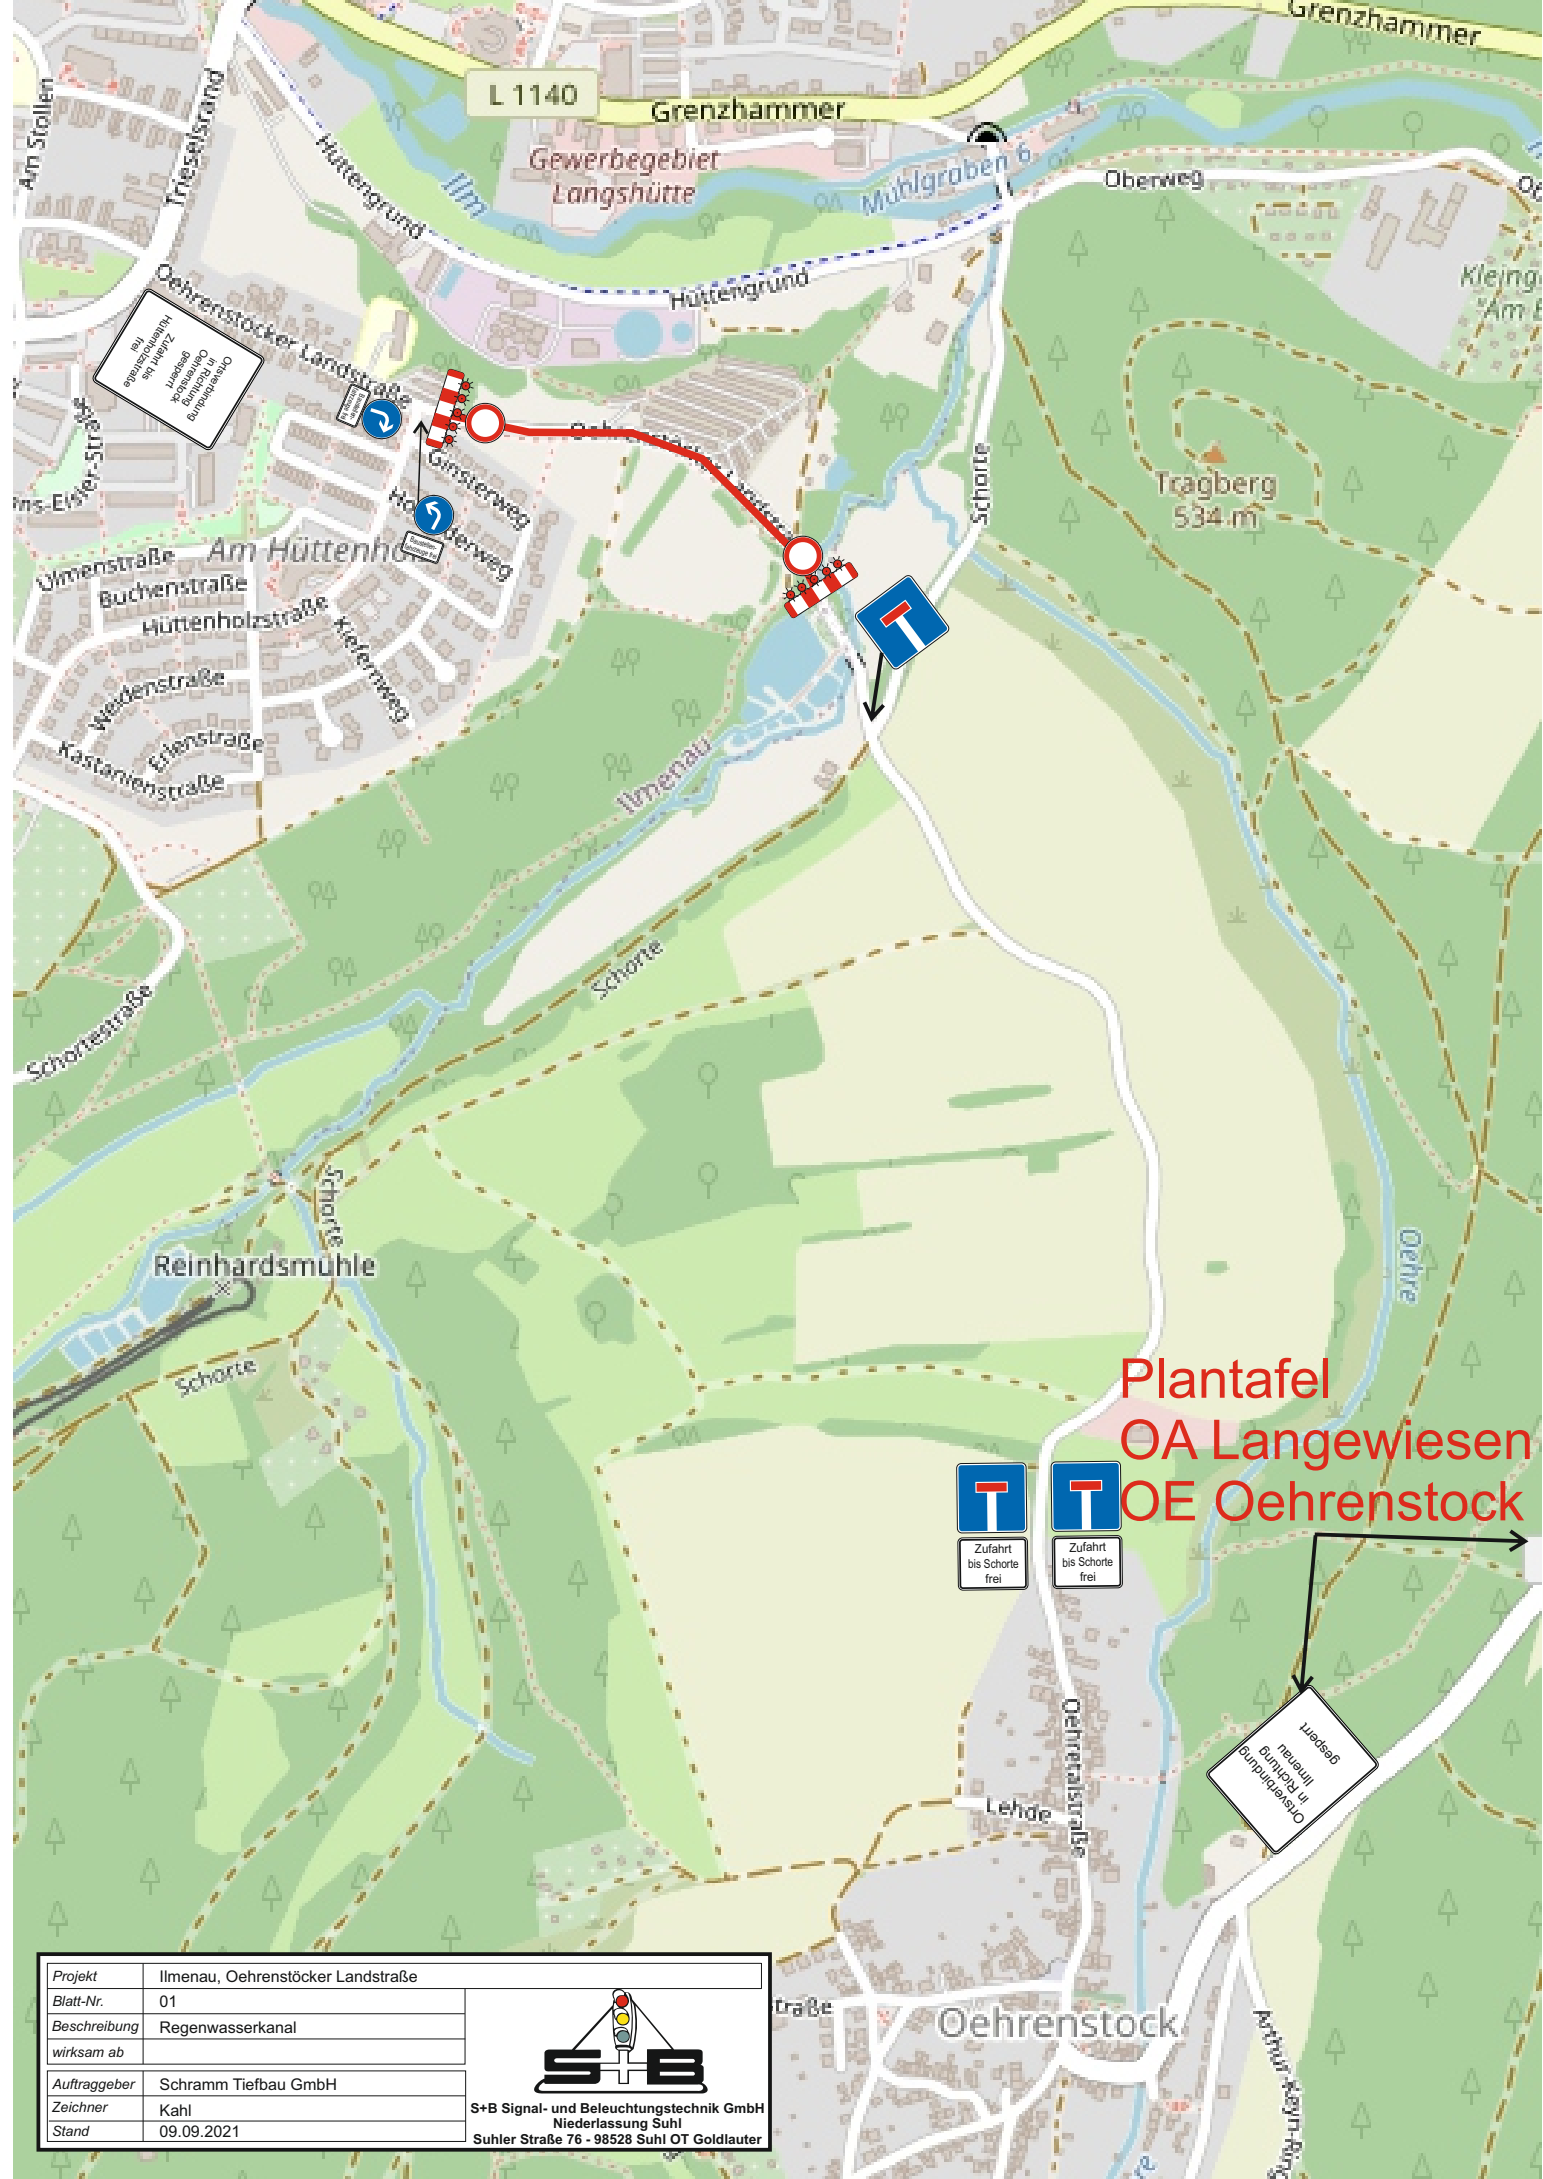 Grenzhammer
L 1140
Grenzhammer
Am Stollen
Trieselsrand
Hüttengrund
Ilm
Gewerbegebiet
Langshütte
Mühlgraben 6
Oberweg
Hüttengrund
Oehrenstöcker Landstraße
Kleing
"Am E
Ortsverbindung
in Richtung
Oehrenstock
gesperrt
Zufahrt bis
Hüttenholzstraße
frei
Schorte
Tragberg
534 m
Ginsterweg
Am Hüttenho
Ulmenstraße
Buchenstraße
Hüttenholzstraße
Kiefernweg
Weidenstraße
Erlenstraße
Kastanienstraße
Ilmenau
Schorte
Schortestraße
Schorte
Reinhardsmühle
Schorte
Oehre
Plantafel
OA Langewiesen
OE Oehrenstock
Zufahrt
bis Schorte
frei
Zufahrt
bis Schorte
frei
Ortsverbindung
in Richtung
Ilmenau
gesperrt
Oehretalstraße
Lehde
traße
Oehrenstock
Projekt Ilmenau, Oehrenstöcker Landstraße
Blatt-Nr. 01
Beschreibung Regenwasserkanal
wirksam ab
Auftraggeber Schramm Tiefbau GmbH
Zeichner Kahl
Stand 09.09.2021
S+B
S+B Signal- und Beleuchtungstechnik GmbH
Niederlassung Suhl
Suhler Straße 76 - 98528 Suhl OT Goldlauter